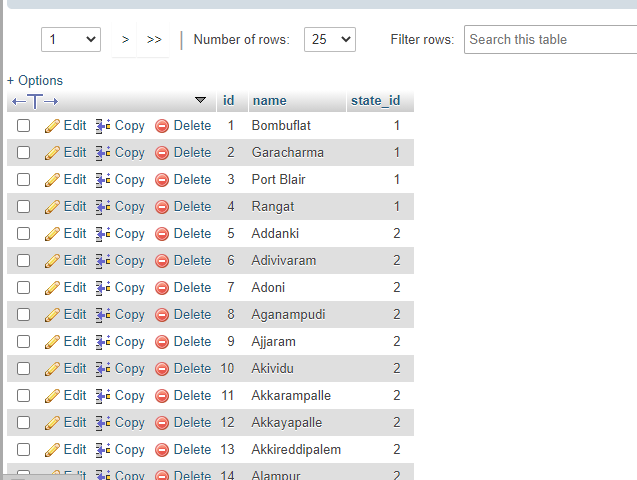 1 > >> Number of rows: 25 Filter rows: Search this table
+ Options
id name state_id
Edit Copy Delete 1 Bombuflat 1
Edit Copy Delete 2 Garacharma 1
Edit Copy Delete 3 Port Blair 1
Edit Copy Delete 4 Rangat 1
Edit Copy Delete 5 Addanki 2
Edit Copy Delete 6 Adivivaram 2
Edit Copy Delete 7 Adoni 2
Edit Copy Delete 8 Aganampudi 2
Edit Copy Delete 9 Ajjaram 2
Edit Copy Delete 10 Akividu 2
Edit Copy Delete 11 Akkarampalle 2
Edit Copy Delete 12 Akkayapalle 2
Edit Copy Delete 13 Akkireddipalem 2
Edit Copy Delete 14 Alampur 2